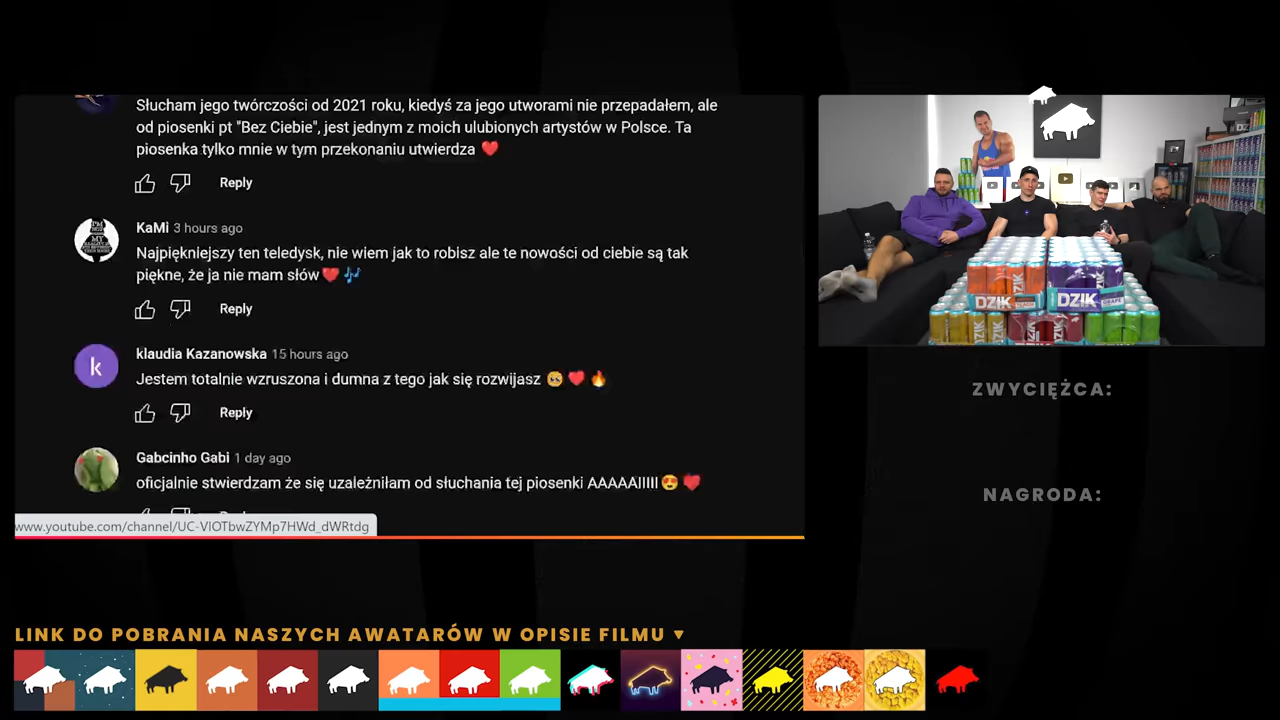 Słucham jego twórczości od 2021 roku, kiedyś za jego utworami nie przepadałem, ale
od piosenki pt "Bez Ciebie", jest jednym z moich ulubionych artystów w Polsce. Ta
piosenka tylko mnie w tym przekonaniu utwierdza ❤️
Reply
KaMi 3 hours ago
Najpiękniejszy ten teledysk, nie wiem jak to robisz ale te nowości od ciebie są tak
piękne, że ja nie mam słów❤️🎶
Reply
klaudia Kazanowska 15 hours ago
k
Jestem totalnie wzruszona i dumna z tego jak się rozwijasz 🥹 ❤️ 🔥
Reply
Gabcinho Gabi 1 day ago
oficjalnie stwierdzam że się uzależniłam od słuchania tej piosenki AAAAAIIIII😍 ❤️
www.youtube.com/channel/UC-VIOTbwZYMp7HWd_dWRtdg
DZIK
DZIK
ZWYCIĘZCA:
NAGRODA:
LINK DO POBRANIA NASZYCH AWATARÓW W OPISIE FILMU ▼